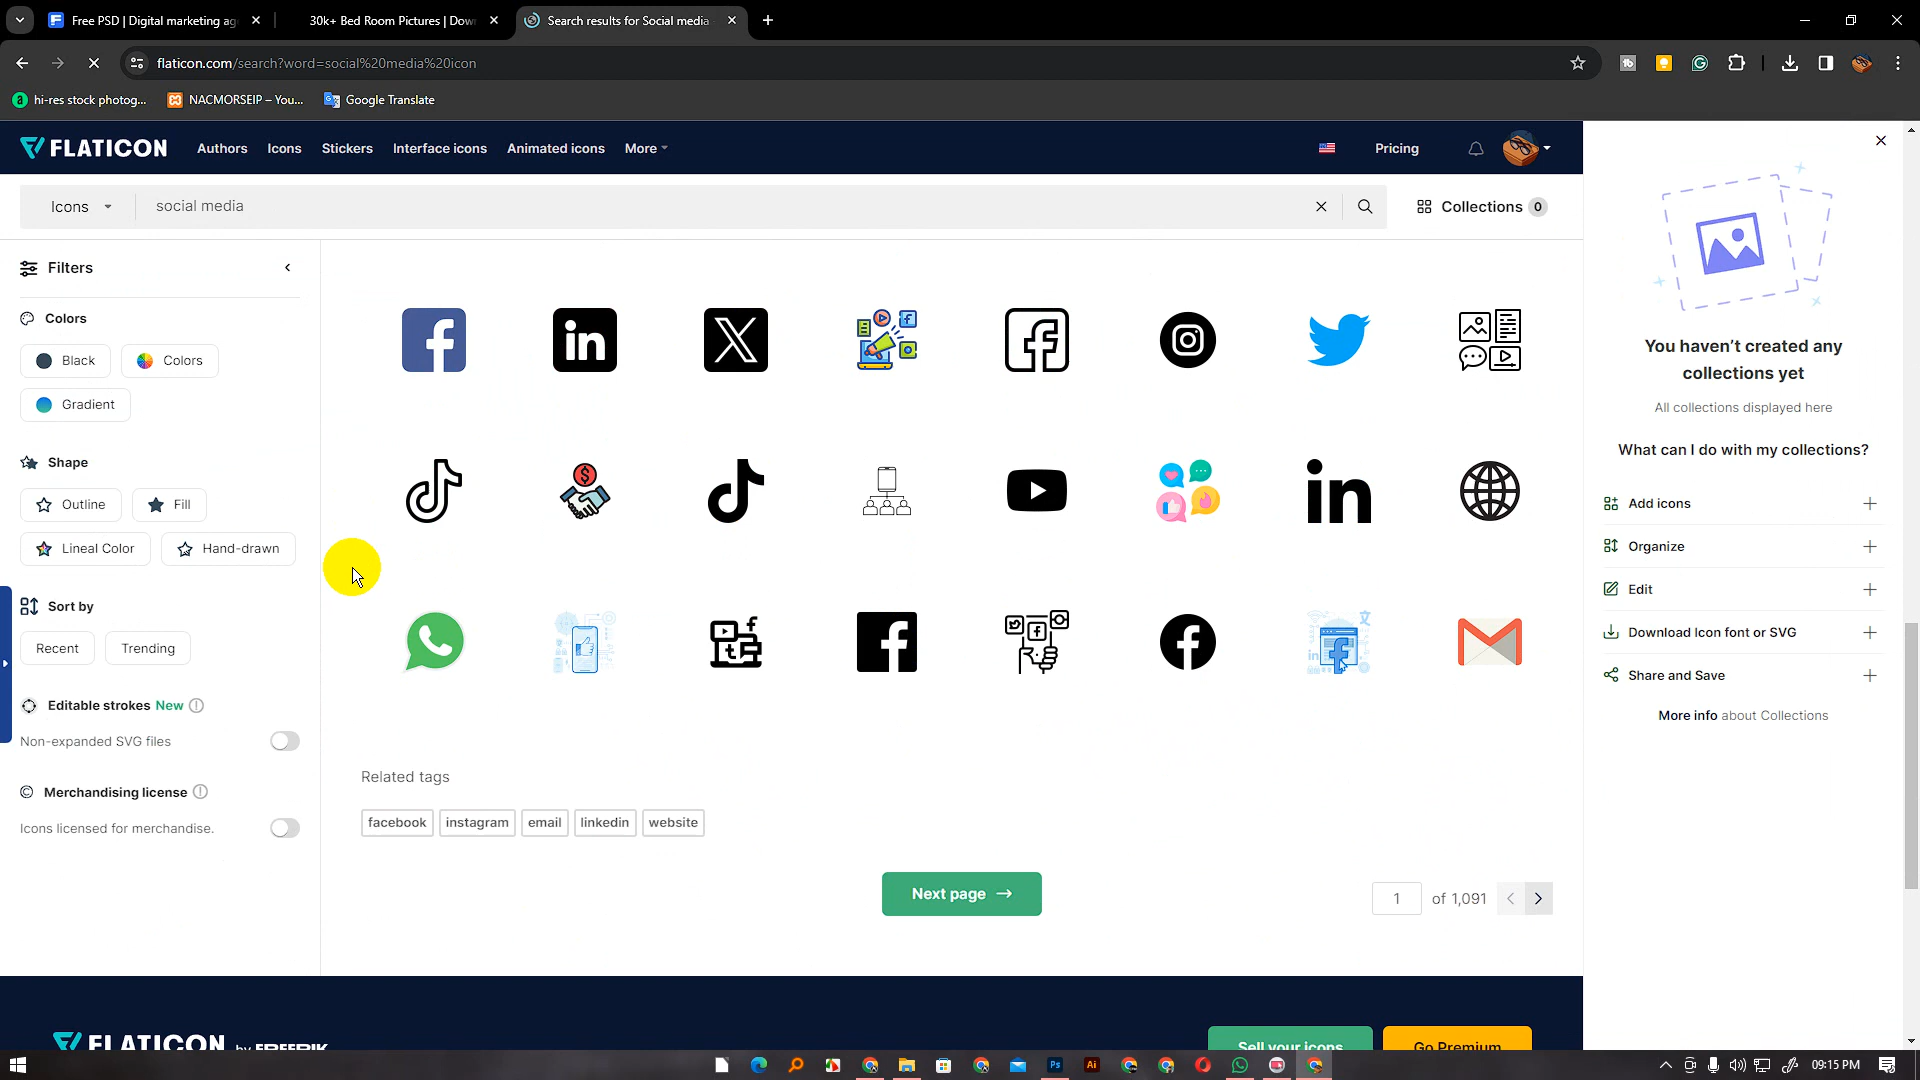 Free PSD | Digital marketing ag
30k+ Bed Room Pictures | Dow
Search results for Social media
flaticon.com/search?word=social%20media%20icon
hi-res stock photog...
NACMORSEIP – You...
Google Translate
FLATICON
Authors
Icons
Stickers
Interface icons
Animated icons
More
Pricing
Icons
social media
Collections 0
Filters
Colors
Black
Colors
Gradient
Shape
Outline
Fill
Lineal Color
Hand-drawn
Sort by
Recent
Trending
Editable strokes New
Non-expanded SVG files
Merchandising license
Icons licensed for merchandise.
Related tags
facebook
instagram
email
linkedin
website
Next page
1 of 1,091
FLATICON by FREEPIK
Sell your icons
Go Premium
You haven't created any
collections yet
All collections displayed here
What can I do with my collections?
Add icons
Organize
Edit
Download Icon font or SVG
Share and Save
More info about Collections
09:15 PM